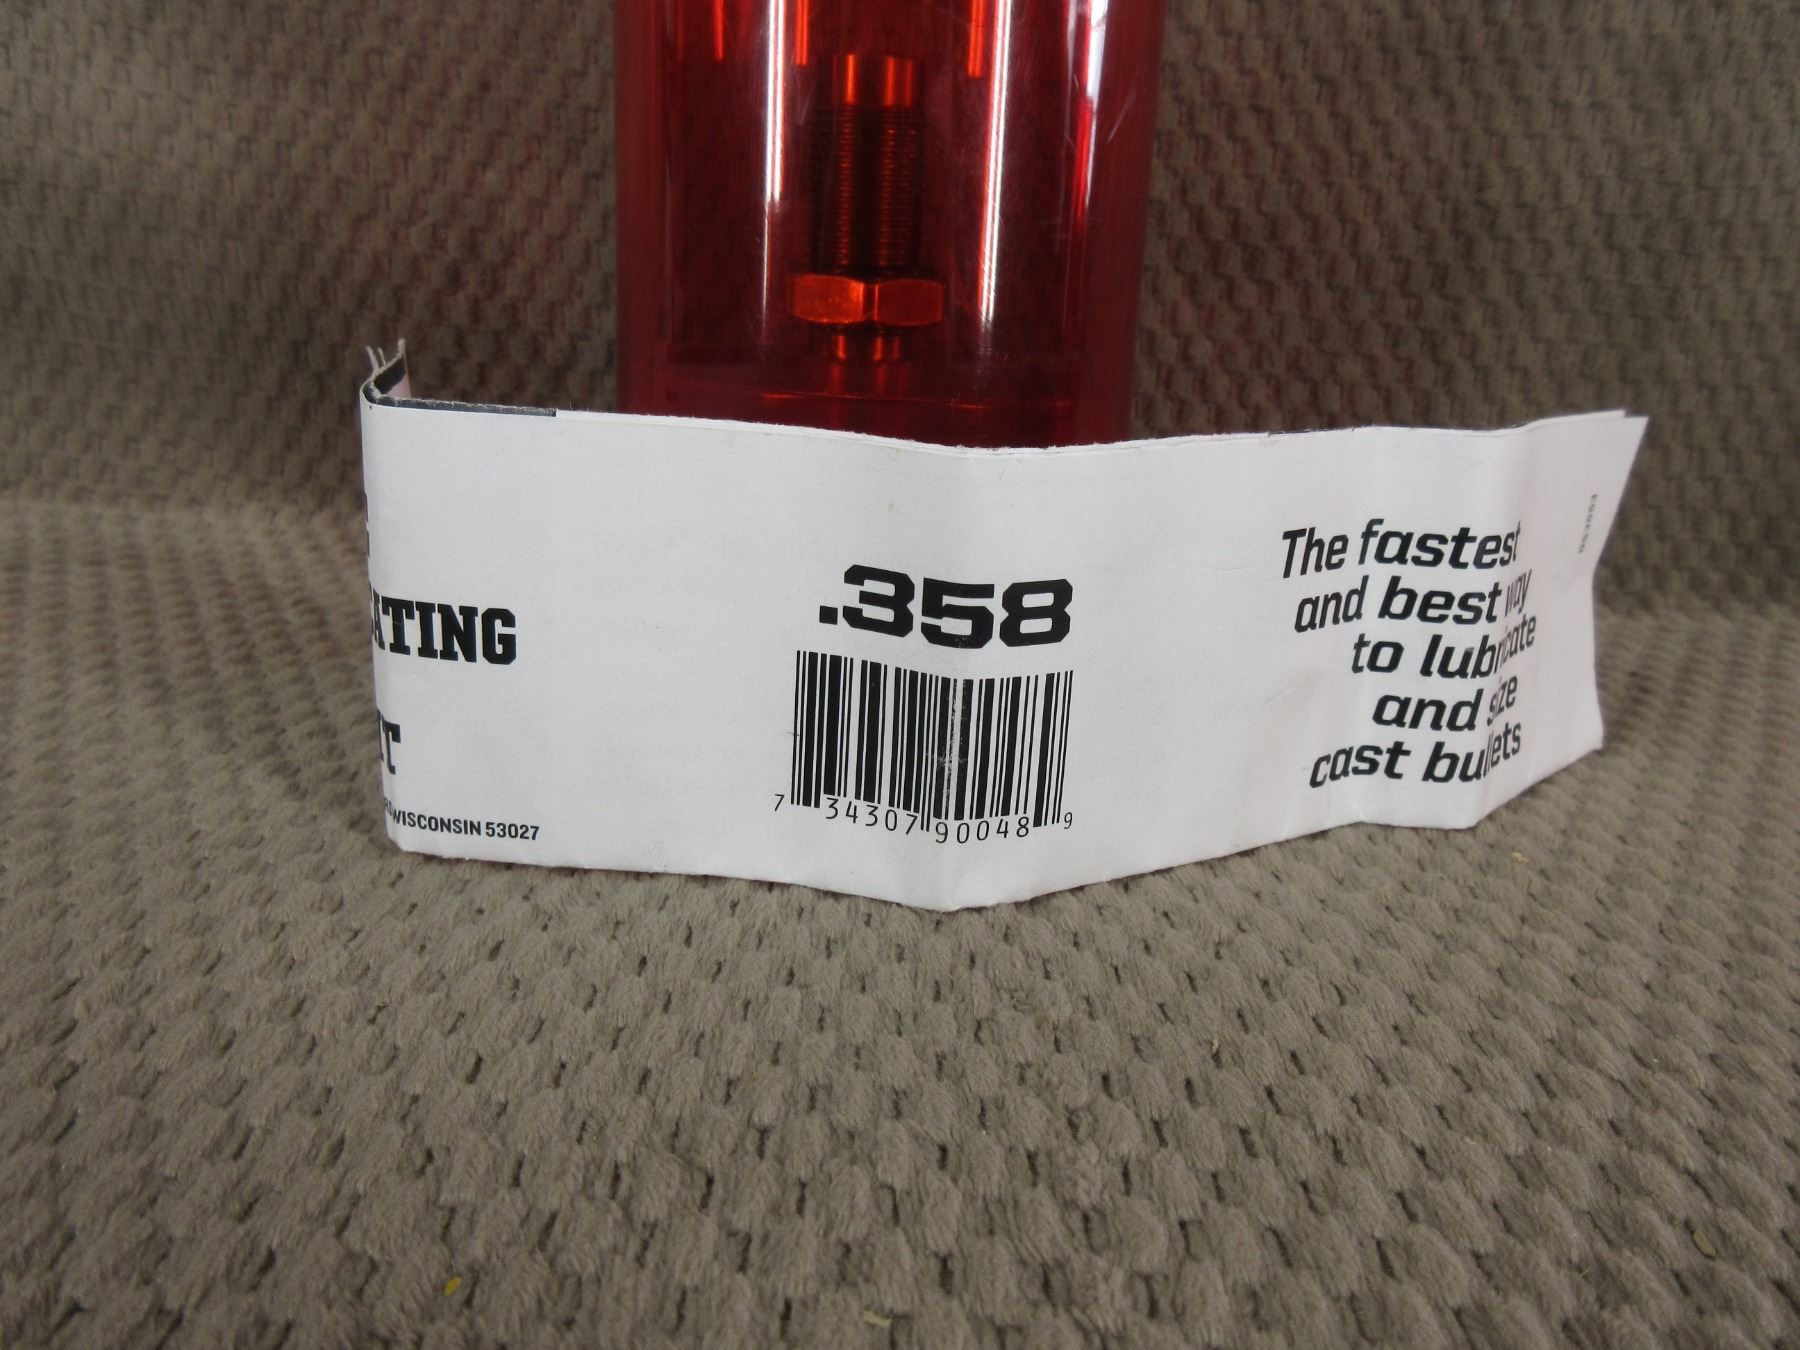 ATING
.358
7 34307 90048 9
WISCONSIN 53027
The fastest
and best way
to lubricate
and size
cast bullets